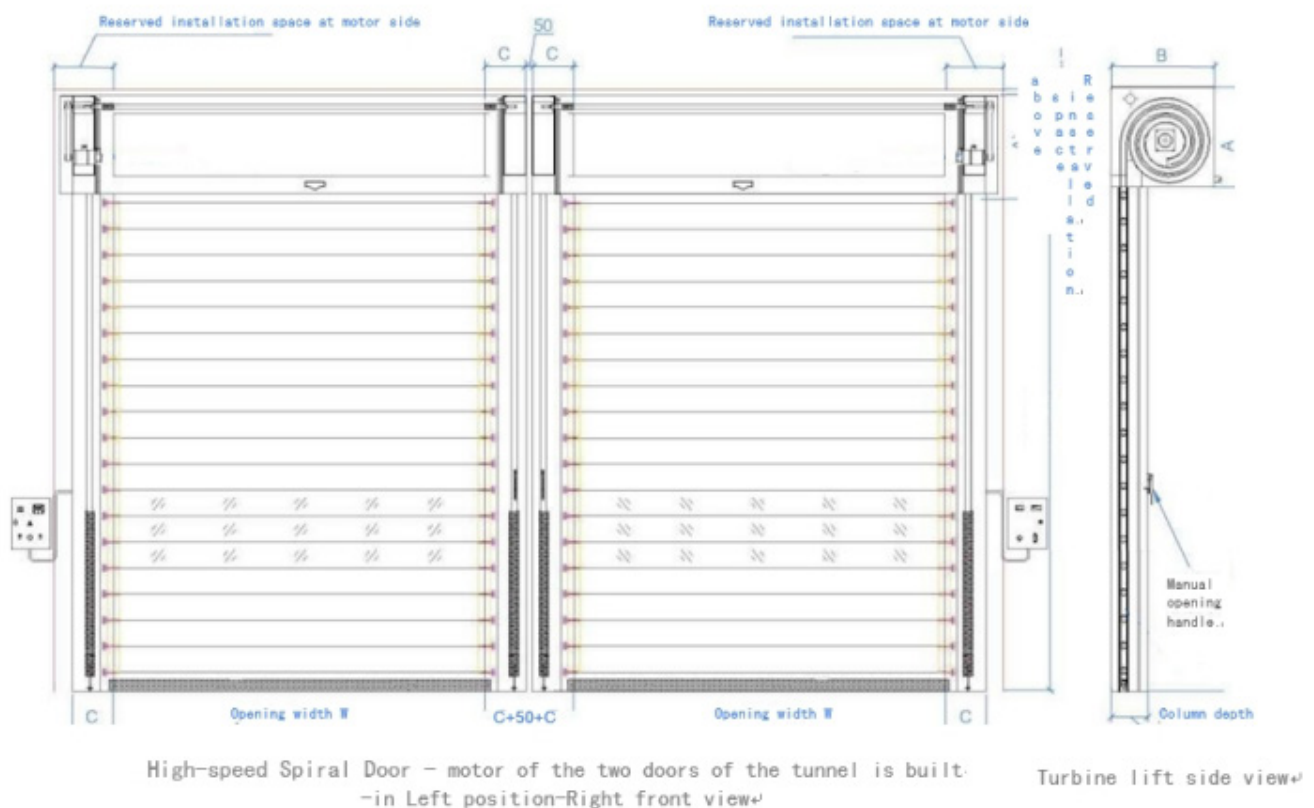 Reserved installation space at motor side
Reserved installation space at motor side
50
C
C
B
Reserved
installation
space
above
A
Manual
opening
handle.
C
Opening width W
C+50+C
Opening width W
C
Column depth
High-speed Spiral Door - motor of the two doors of the tunnel is built-
-in Left position-Right front view↵
Turbine lift side view↵